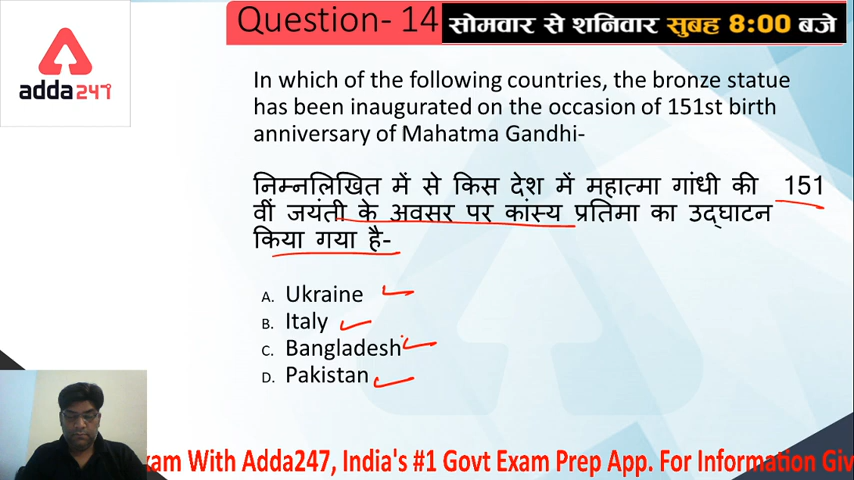 Question- 14
सोमवार से शनिवार सुबह 8:00 बजे
adda247
In which of the following countries, the bronze statue
has been inaugurated on the occasion of 151st birth
anniversary of Mahatma Gandhi-
निम्नलिखित में से किस देश में महात्मा गांधी की 151
वीं जयंती के अवसर पर कांस्य प्रतिमा का उद्घाटन
किया गया है-
A. Ukraine
B. Italy
C. Bangladesh
D. Pakistan
With Adda247, India's #1 Govt Exam Prep App. For Information